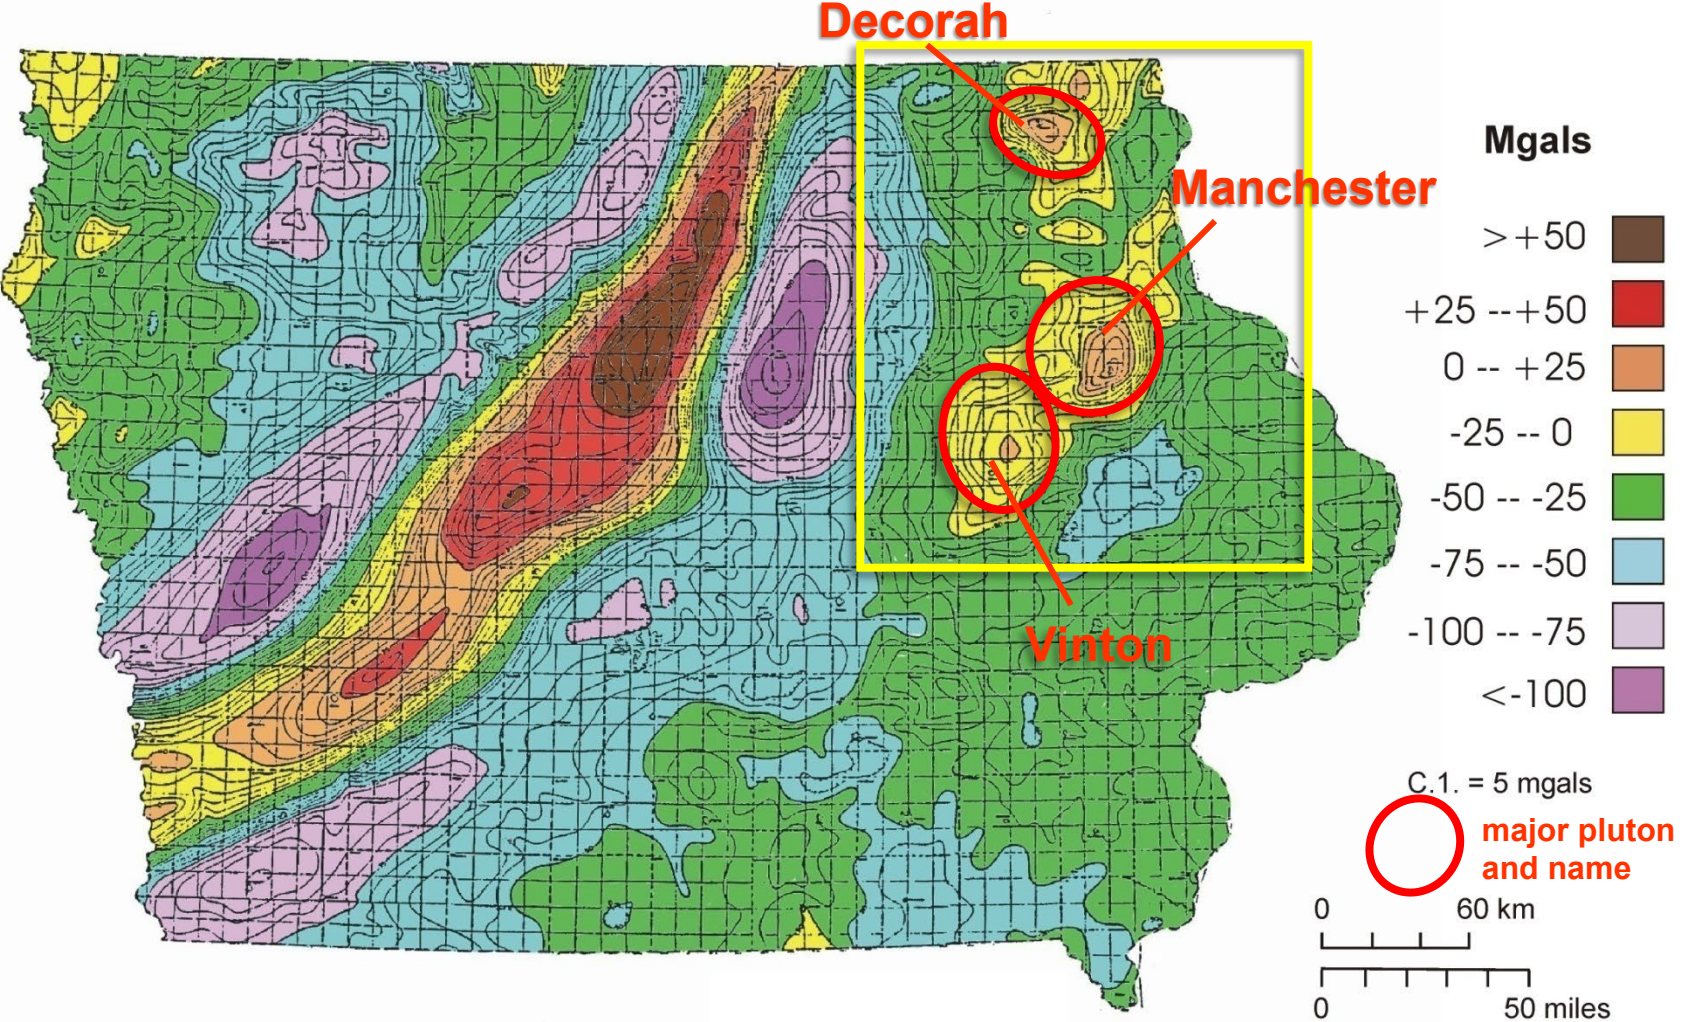 Decorah
Manchester
Vinton
Mgals
>+50
+25 --+50
0 -- +25
-25 -- 0
-50 -- -25
-75 -- -50
-100 -- -75
<-100
C.1. = 5 mgals
major pluton
and name
0 60 km
0 50 miles